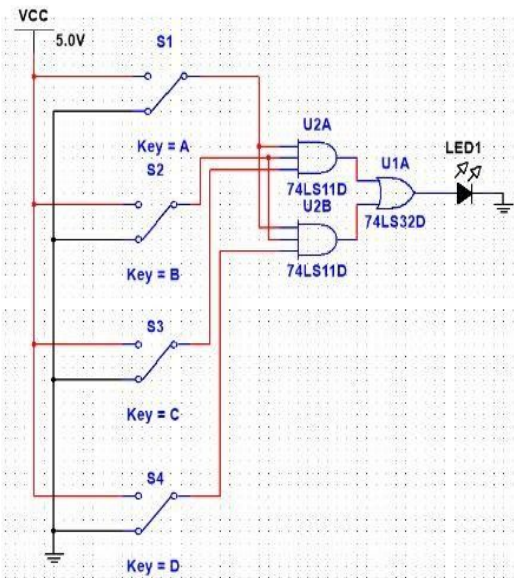 VCC
5.0V
S1
Key = A
U2A
74LS11D
U1A
74LS32D
LED1
S2
U2B
74LS11D
Key = B
S3
Key = C
S4
Key = D